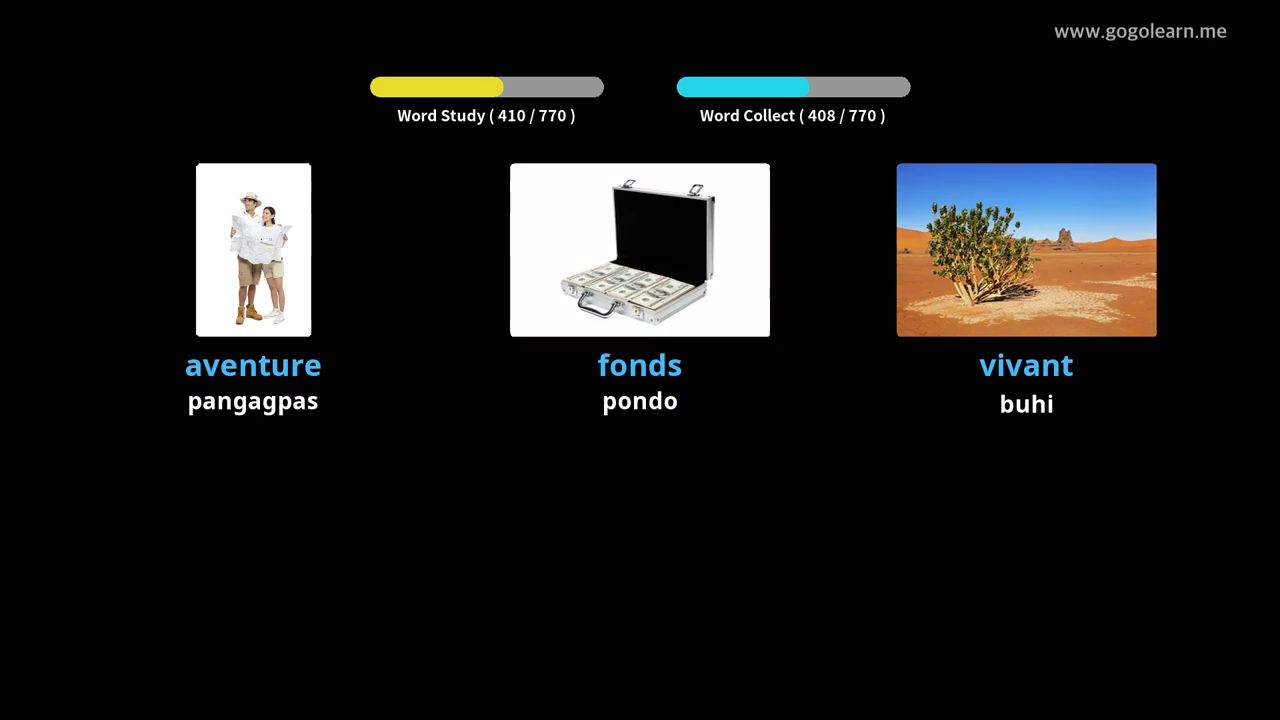 www.gogolearn.me
Word Study ( 410 / 770 )
Word Collect ( 408 / 770 )
aventure
pangagpas
fonds
pondo
vivant
buhi